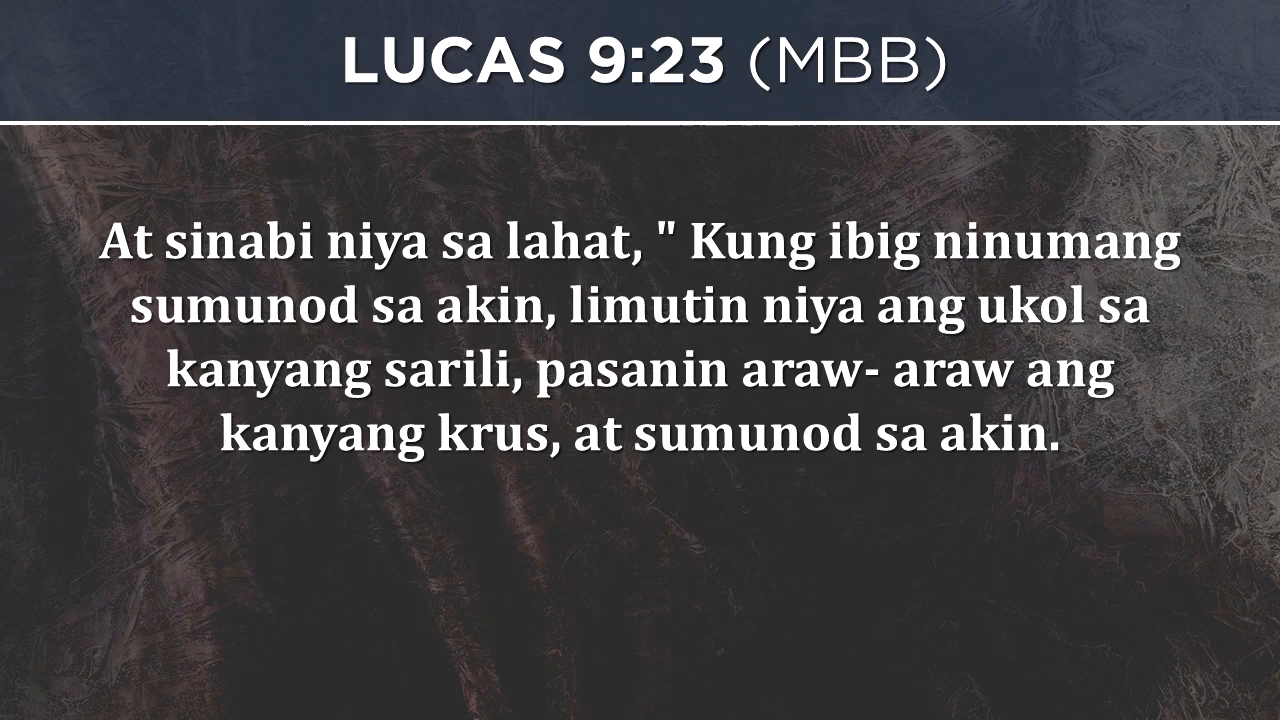 LUCAS 9:23 (MBB)
At sinabi niya sa lahat, " Kung ibig ninumang
sumunod sa akin, limutin niya ang ukol sa
kanyang sarili, pasanin araw- araw ang
kanyang krus, at sumunod sa akin.